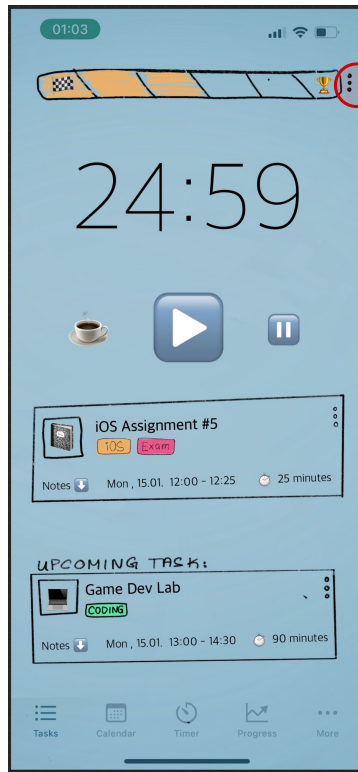 01:03
24:59
iOS Assignment #5
iOS Exam
Notes Mon, 15.01. 12:00 - 12:25 25 minutes
UPCOMING TASK:
Game Dev Lab
CODING
Notes Mon, 15.01. 13:00 - 14:30 90 minutes
Tasks Calendar Timer Progress More